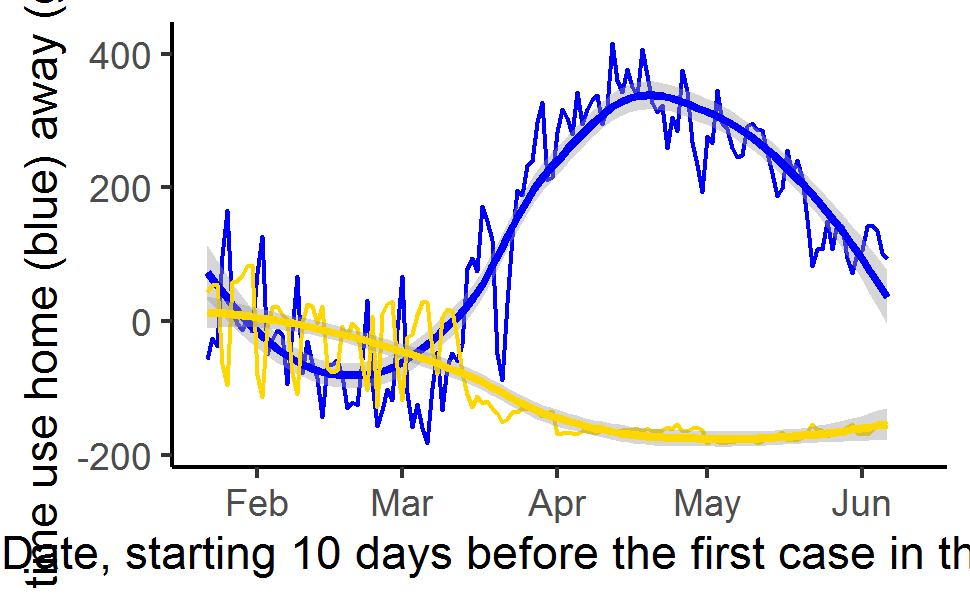 time use home (blue) away (
400
200
0
-200
Feb Mar Apr May Jun
Date, starting 10 days before the first case in th